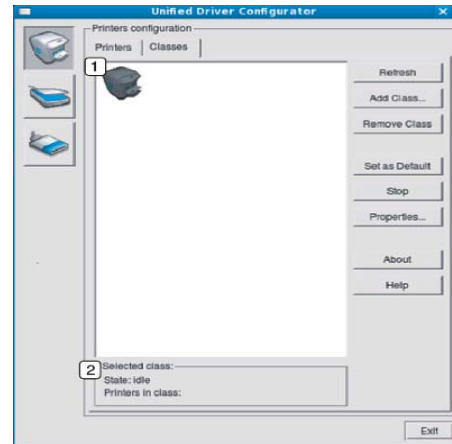 Unified Driver Configurator
Printers configuration
Printers
Classes
1
Refresh
Add Class...
Remove Class
Set as Default
Stop
Properties...
About
Help
2
Selected class:
State: idle
Printers in class:
Exit